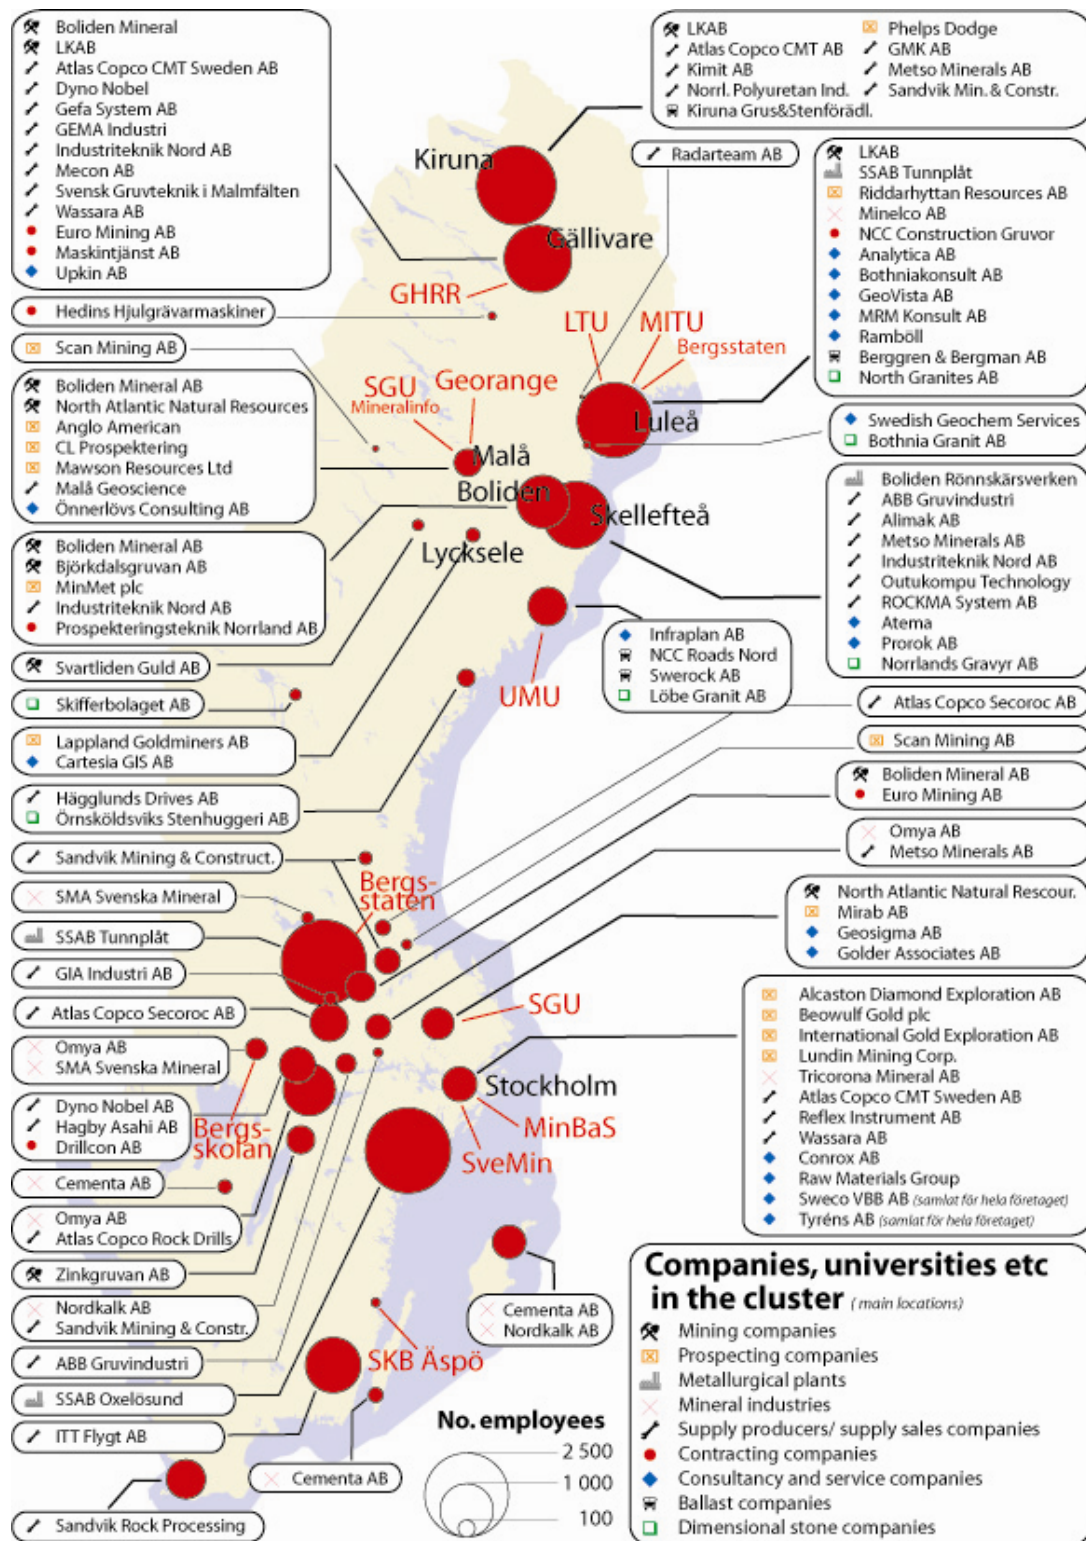 Boliden Mineral
LKAB
Atlas Copco CMT Sweden AB
Dyno Nobel
Gefa System AB
GEMA Industri
Industriteknik Nord AB
Mecon AB
Svensk Gruvteknik i Malmfälten
Wassara AB
Euro Mining AB
Maskintjänst AB
Upkin AB
Hedins Hjulgrävarmaskiner
Scan Mining AB
Boliden Mineral AB
North Atlantic Natural Resources
Anglo American
CL Prospektering
Mawson Resources Ltd
Malå Geoscience
Önnerlövs Consulting AB
Boliden Mineral AB
Björkdalsgruvan AB
MinMet plc
Industriteknik Nord AB
Prospekteringsteknik Norrland AB
Svartliden Guld AB
Skifferbolaget AB
Lappland Goldminers AB
Cartesia GIS AB
Hägglunds Drives AB
Örnsköldsviks Stenhuggeri AB
Sandvik Mining & Construct.
SMA Svenska Mineral
SSAB Tunnplåt
GIA Industri AB
Atlas Copco Secoroc AB
Omya AB
SMA Svenska Mineral
Dyno Nobel AB
Hagby Asahi AB
Drillcon AB
Cementa AB
Omya AB
Atlas Copco Rock Drills
Zinkgruvan AB
Nordkalk AB
Sandvik Mining & Constr.
ABB Gruvindustri
SSAB Oxelösund
ITT Flygt AB
Sandvik Rock Processing
Kiruna
Gällivare
GHRR
LTU
MITU
Bergsstaten
SGU
Mineralinfo
Georange
Luleå
Malå
Boliden
Skellefteå
Lycksele
UMU
Bergs-
staten
SGU
Stockholm
MinBaS
SveMin
Bergs-
skolan
SKB Äspö
LKAB
Atlas Copco CMT AB
Kimit AB
Norrl. Polyuretan Ind.
Kiruna Grus&Stenförädl.
Phelps Dodge
GMK AB
Metso Minerals AB
Sandvik Min. & Constr.
Radarteam AB
LKAB
SSAB Tunnplåt
Riddarhyttan Resources AB
Minelco AB
NCC Construction Gruvor
Analytica AB
Bothniakonsult AB
GeoVista AB
MRM Konsult AB
Ramböll
Berggren & Bergman AB
North Granites AB
Swedish Geochem Services
Bothnia Granit AB
Boliden Rönnskärsverken
ABB Gruvindustri
Alimak AB
Metso Minerals AB
Industriteknik Nord AB
Outukompu Technology
ROCKMA System AB
Atema
Prorok AB
Norrlands Gravyr AB
Infraplan AB
NCC Roads Nord
Swerock AB
Löbe Granit AB
Atlas Copco Secoroc AB
Scan Mining AB
Boliden Mineral AB
Euro Mining AB
Omya AB
Metso Minerals AB
North Atlantic Natural Rescour.
Mirab AB
Geosigma AB
Golder Associates AB
Alcaston Diamond Exploration AB
Beowulf Gold plc
International Gold Exploration AB
Lundin Mining Corp.
Tricorona Mineral AB
Atlas Copco CMT Sweden AB
Reflex Instrument AB
Wassara AB
Conrox AB
Raw Materials Group
Sweco VBB AB (samlat för hela företaget)
Tyréns AB (samlat för hela företaget)
Cementa AB
Nordkalk AB
Cementa AB
No. employees
2 500
1 000
100
Companies, universities etc
in the cluster (main locations)
Mining companies
Prospecting companies
Metallurgical plants
Mineral industries
Supply producers/ supply sales companies
Contracting companies
Consultancy and service companies
Ballast companies
Dimensional stone companies